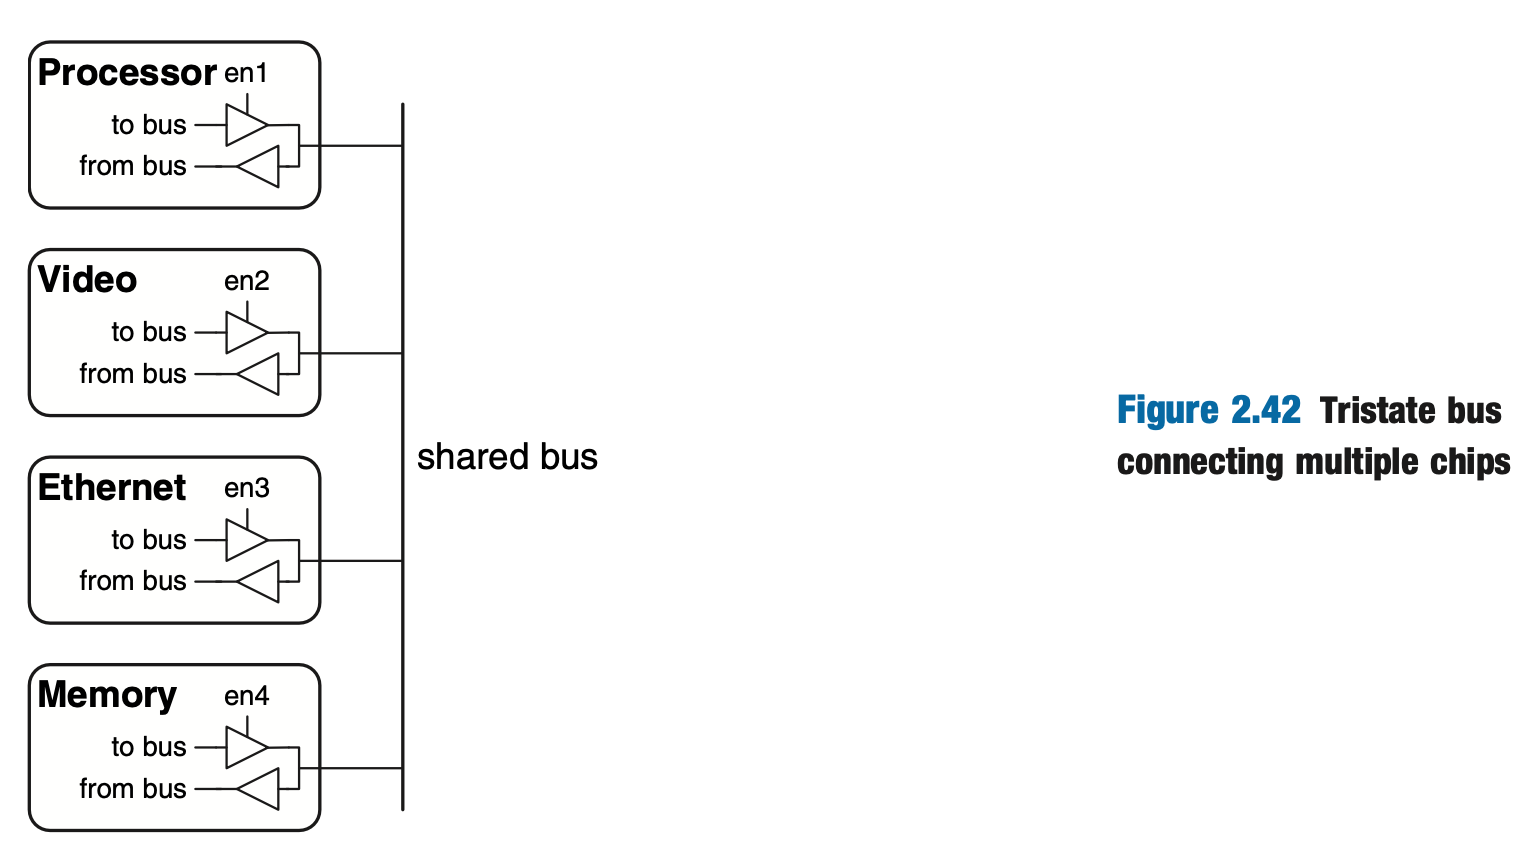 Processor en1
to bus
from bus
Video en2
to bus
from bus
shared bus
Ethernet en3
to bus
from bus
Memory en4
to bus
from bus
Figure 2.42 Tristate bus
connecting multiple chips